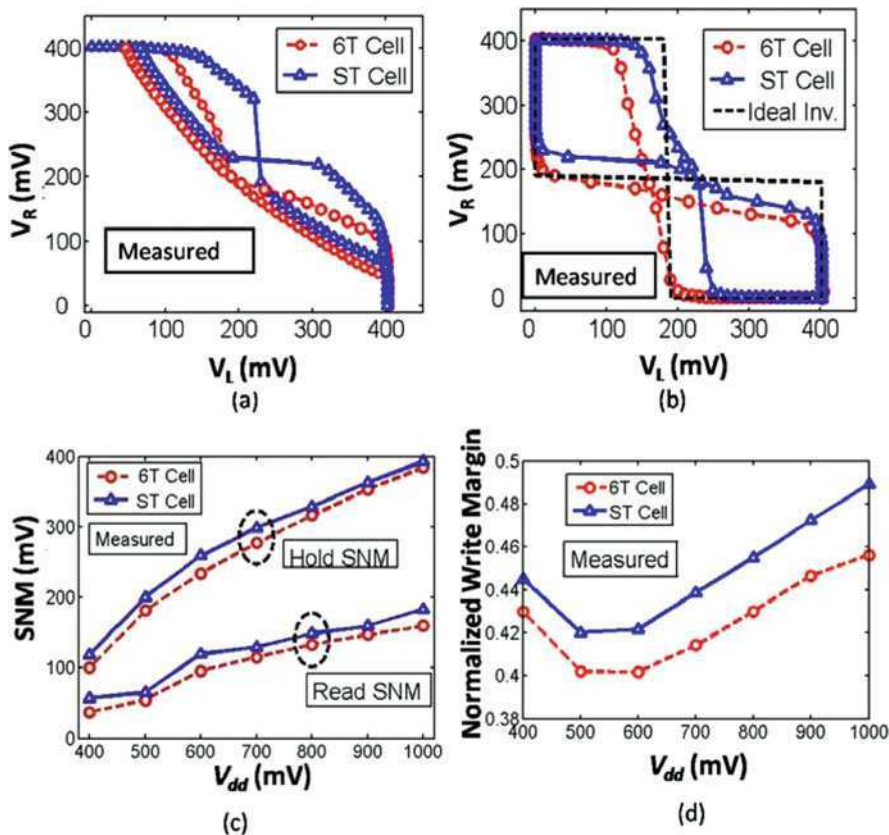 400
300
200
100
0
V_R (mV)
6T Cell
ST Cell
Measured
0 100 200 300 400
V_L (mV)
(a)
400
300
200
100
0
V_R (mV)
6T Cell
ST Cell
Ideal Inv.
Measured
0 100 200 300 400
V_L (mV)
(b)
400
300
200
100
0
SNM (mV)
6T Cell
ST Cell
Measured
Hold SNM
Read SNM
400 500 600 700 800 900 1000
V_dd (mV)
(c)
0.5
0.48
0.46
0.44
0.42
0.4
0.38
Normalized Write Margin
6T Cell
ST Cell
Measured
400 500 600 700 800 900 1000
V_dd (mV)
(d)